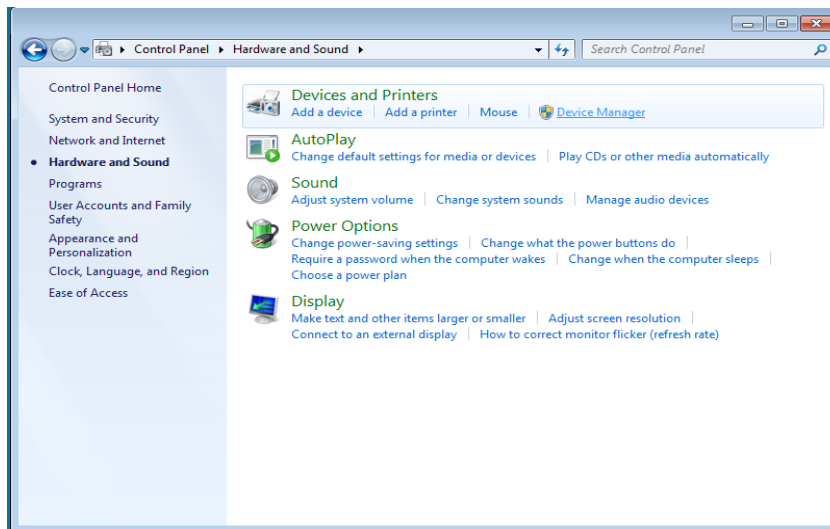 Control Panel Hardware and Sound Search Control Panel
Control Panel Home
System and Security
Network and Internet
Hardware and Sound
Programs
User Accounts and Family
Safety
Appearance and
Personalization
Clock, Language, and Region
Ease of Access
Devices and Printers
Add a device Add a printer Mouse Device Manager
AutoPlay
Change default settings for media or devices Play CDs or other media automatically
Sound
Adjust system volume Change system sounds Manage audio devices
Power Options
Change power-saving settings Change what the power buttons do
Require a password when the computer wakes Change when the computer sleeps
Choose a power plan
Display
Make text and other items larger or smaller Adjust screen resolution
Connect to an external display How to correct monitor flicker (refresh rate)